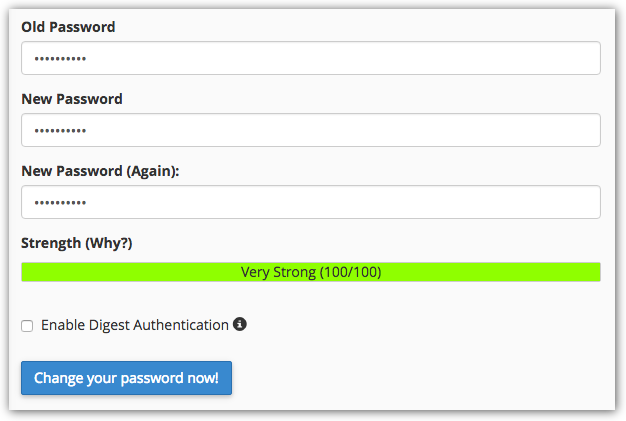 Old Password
••••••••••
New Password
••••••••••
New Password (Again):
••••••••••
Strength (Why?)
Very Strong (100/100)
Enable Digest Authentication
Change your password now!